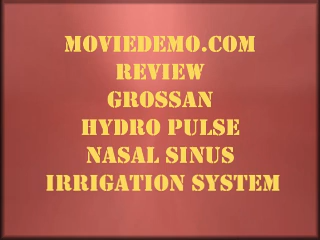 MOVIEDEMO.COM
REVIEW
GROSSAN
HYDRO PULSE
NASAL SINUS
IRRIGATION SYSTEM